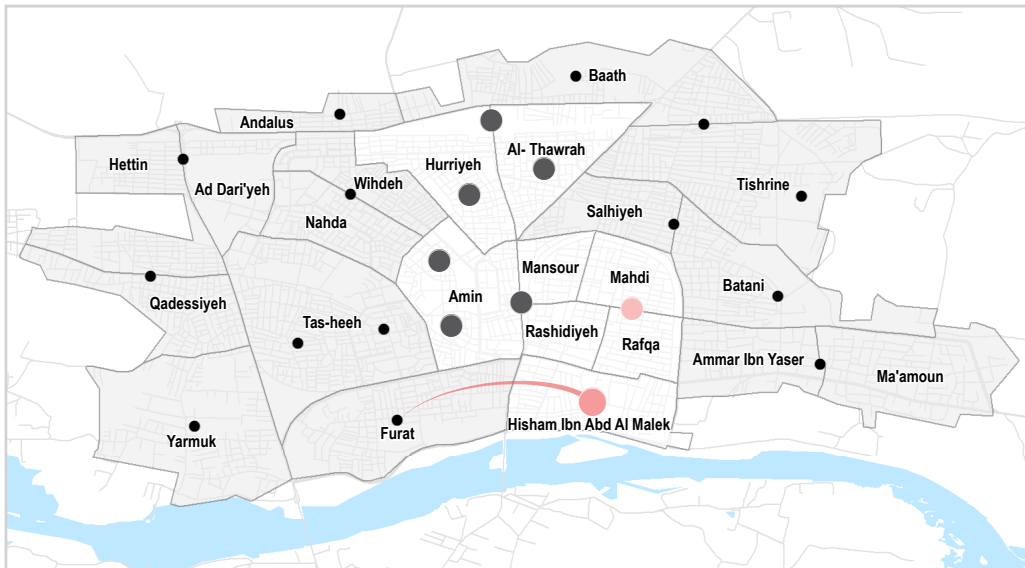 Baath
Andalus
Al- Thawrah
Hettin
Hurriyeh
Wihdeh
Ad Dari'yeh
Tishrine
Salhiyeh
Nahda
Mansour
Mahdi
Batani
Qadessiyeh
Amin
Tas-heeh
Rashidiyeh
Rafqa
Ammar Ibn Yaser
Ma'amoun
Hisham Ibn Abd Al Malek
Furat
Yarmuk